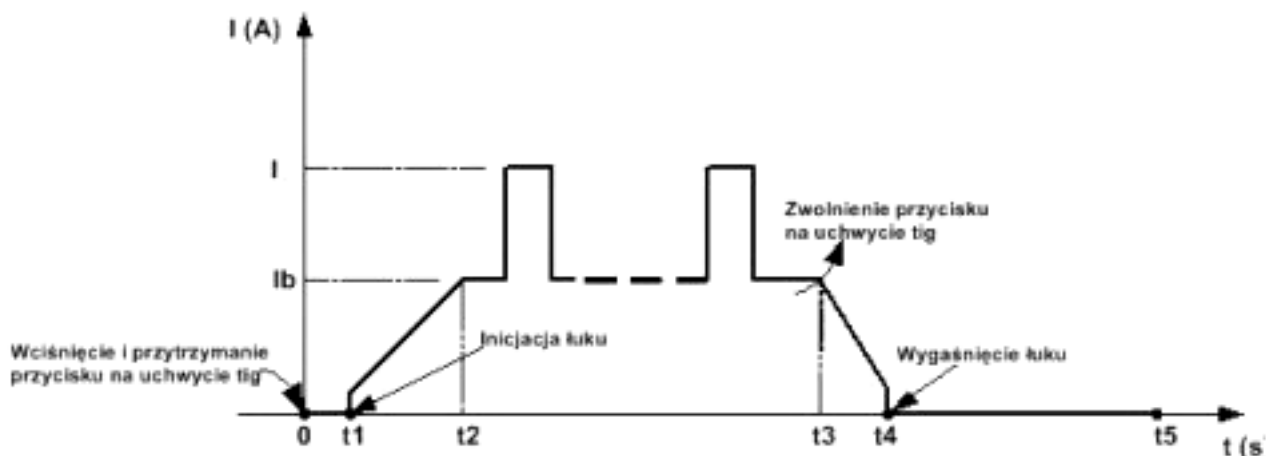 I (A)
I
Zwolnienie przycisku
na uchwycie tig
Ib
Wciśnięcie i przytrzymanie
przycisku na uchwycie tig
Inicjacja łuku
Wygaśnięcie łuku
0 t1 t2 t3 t4 t5
t (s)